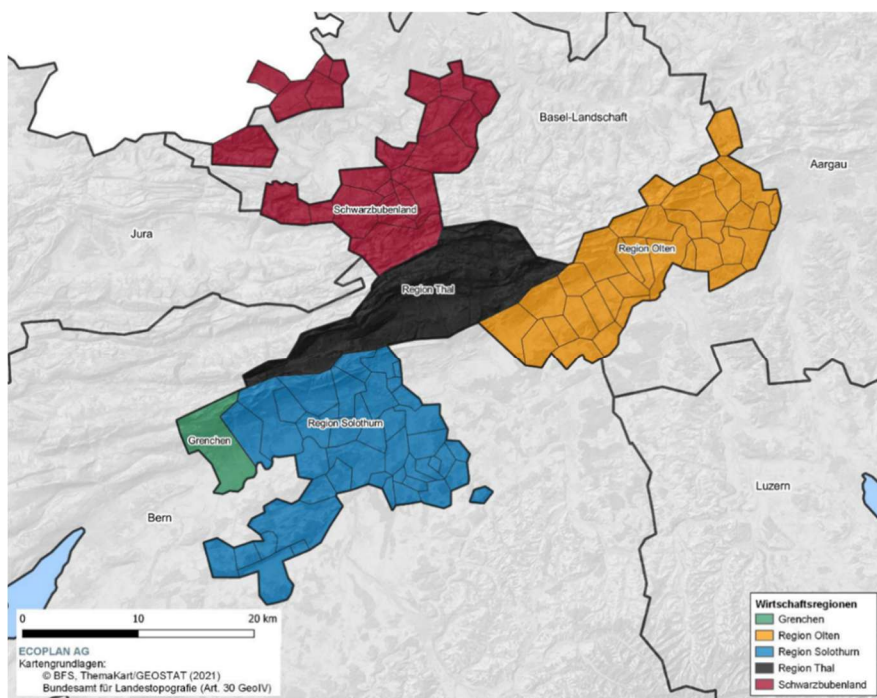 Basel-Landschaft
Aargau
Schwarzbubenland
Jura
Region Olten
Region Thal
Region Solothurn
Grenchen
Luzern
Bern
0 10 20 km
ECOPLAN AG
Kartengrundlagen:
© BFS, ThemaKart/GEOSTAT (2021)
Bundesamt für Landestopografie (Art. 30 GeoIV)
Wirtschaftsregionen
Grenchen
Region Olten
Region Solothurn
Region Thal
Schwarzbubenland